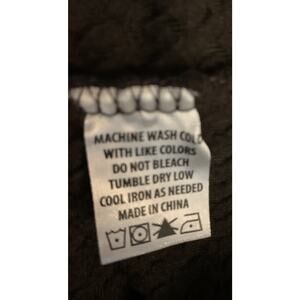 MACHINE WASH COLD
WITH LIKE COLORS
DO NOT BLEACH
TUMBLE DRY LOW
COOL IRON AS NEEDED
MADE IN CHINA